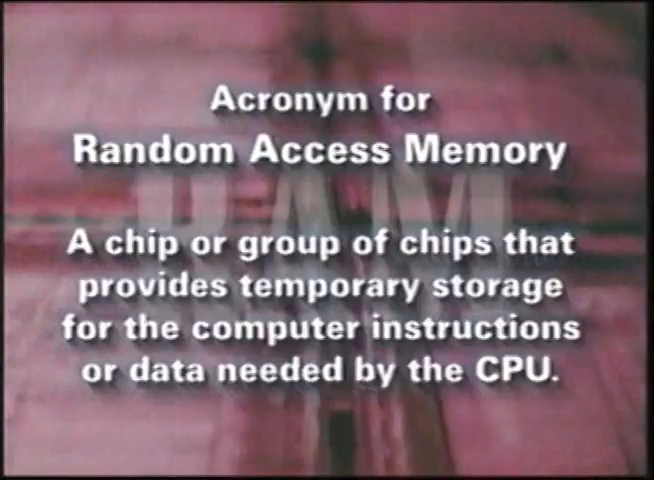 Acronym for
Random Access Memory
RAM
A chip or group of chips that
provides temporary storage
for the computer instructions
or data needed by the CPU.